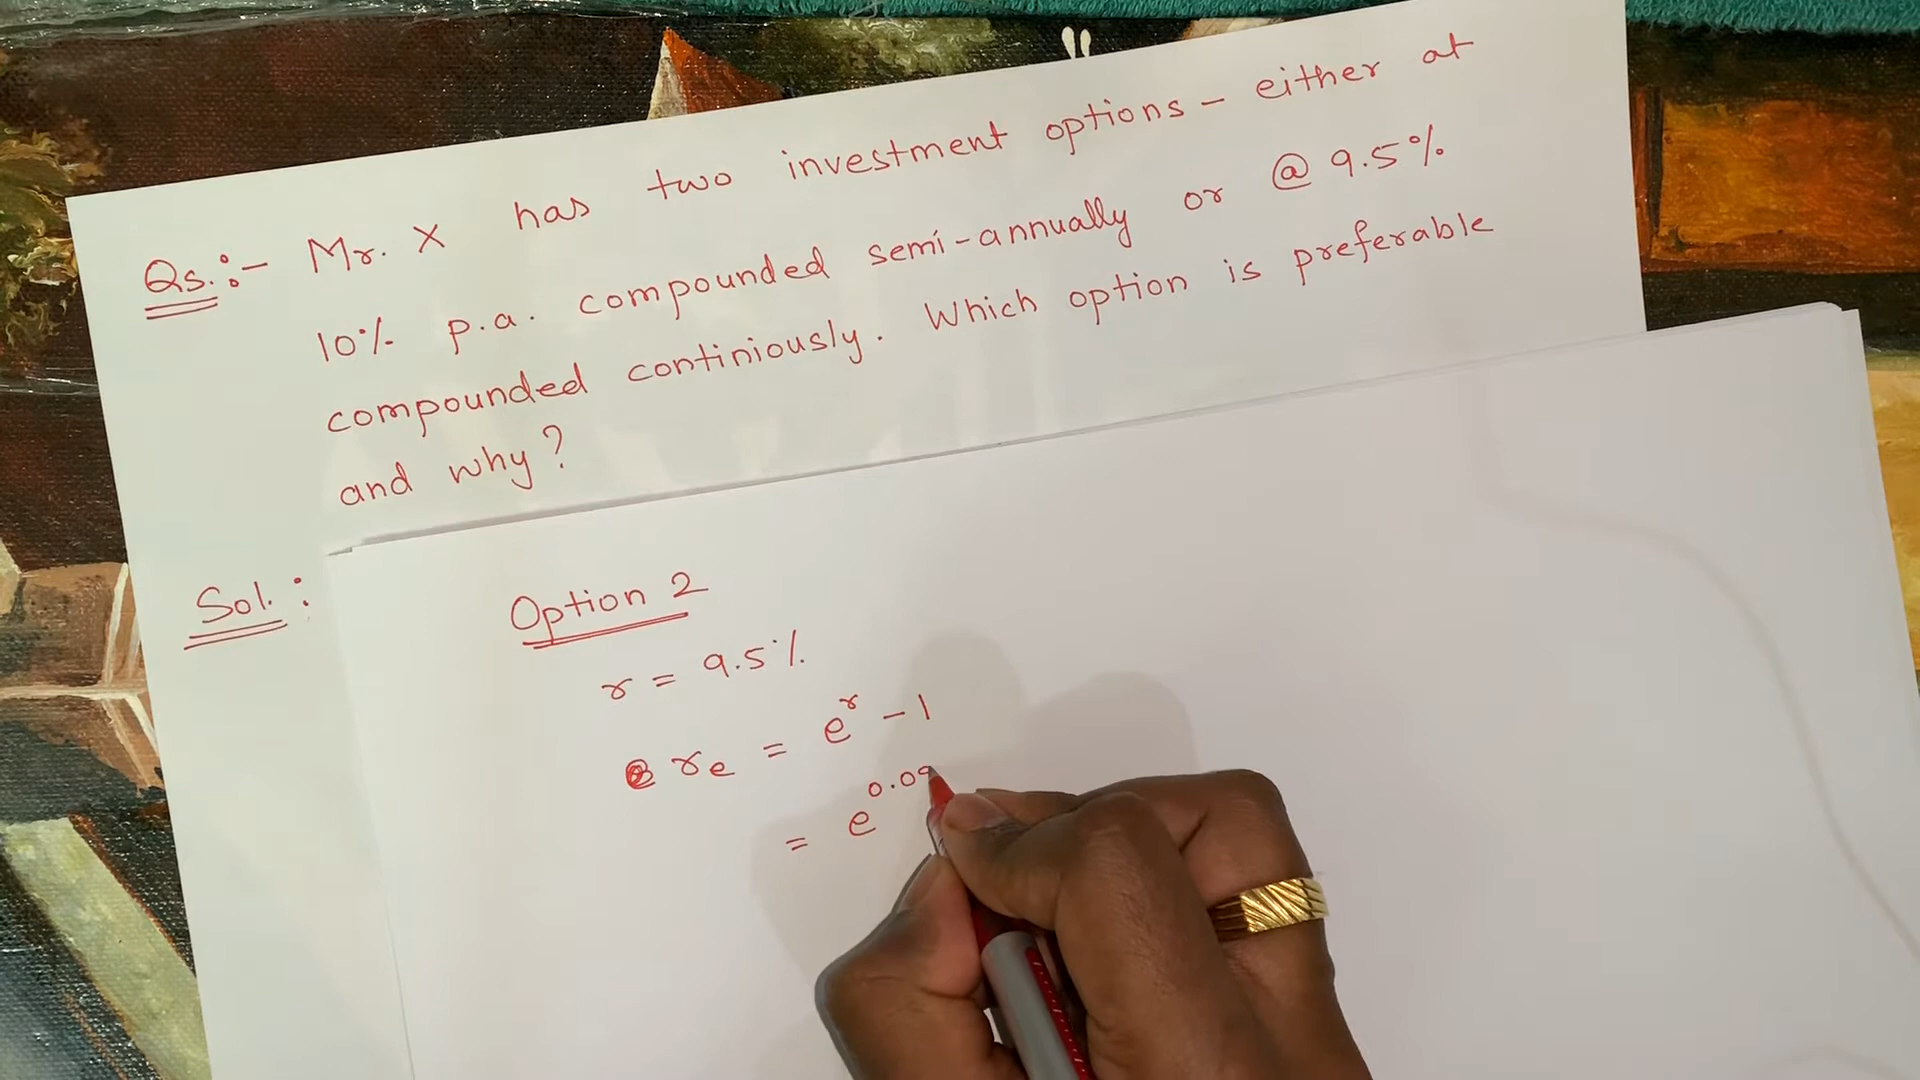 Qs.:- Mr. X has two investment options - either at
10% p.a. compounded semi-annually or @ 9.5%
compounded continiously. Which option is preferable
and why?
Sol. :
Option 2
r = 9.5%
re = e^r - 1
= e^0.09